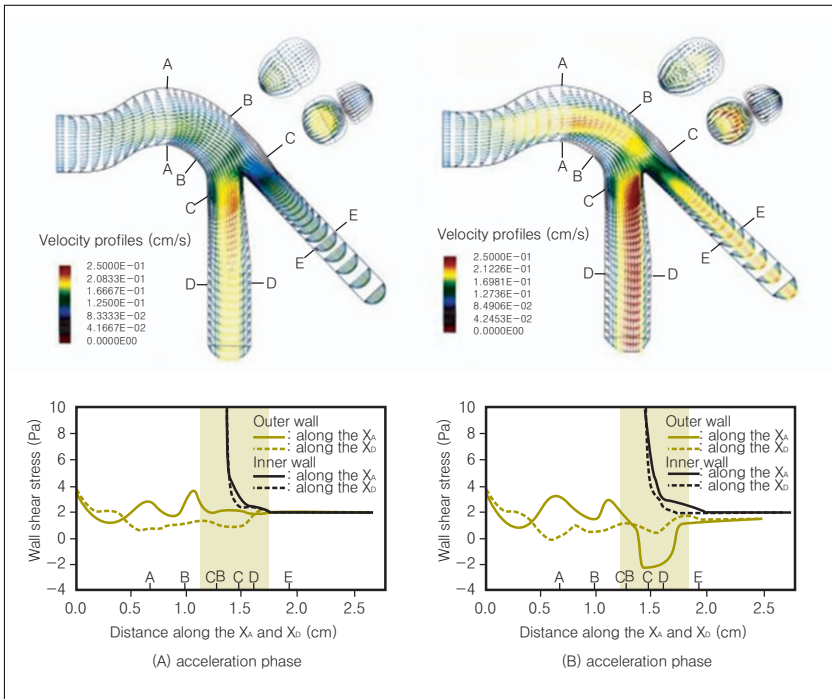 A
B
C
A
B
C
E
E
D
D
Velocity profiles (cm/s)
2.5000E-01
2.0833E-01
1.6667E-01
1.2500E-01
8.3333E-02
4.1667E-02
0.0000E00
A
B
C
A
B
C
E
E
D
D
Velocity profiles (cm/s)
2.5000E-01
2.1226E-01
1.6981E-01
1.2736E-01
8.4906E-02
4.2453E-02
0.0000E00
Wall shear stress (Pa)
10
8
6
4
2
0
-2
-4
Outer wall
: along the XA
: along the XD
Inner wall
: along the XA
: along the XD
A B CB C D E
0.0 0.5 1.0 1.5 2.0 2.5
Distance along the XA and XD (cm)
(A) acceleration phase
Wall shear stress (Pa)
10
8
6
4
2
0
-2
-4
Outer wall
: along the XA
: along the XD
Inner wall
: along the XA
: along the XD
A B CB C D E
0.0 0.5 1.0 1.5 2.0 2.5
Distance along the XA and XD (cm)
(B) acceleration phase